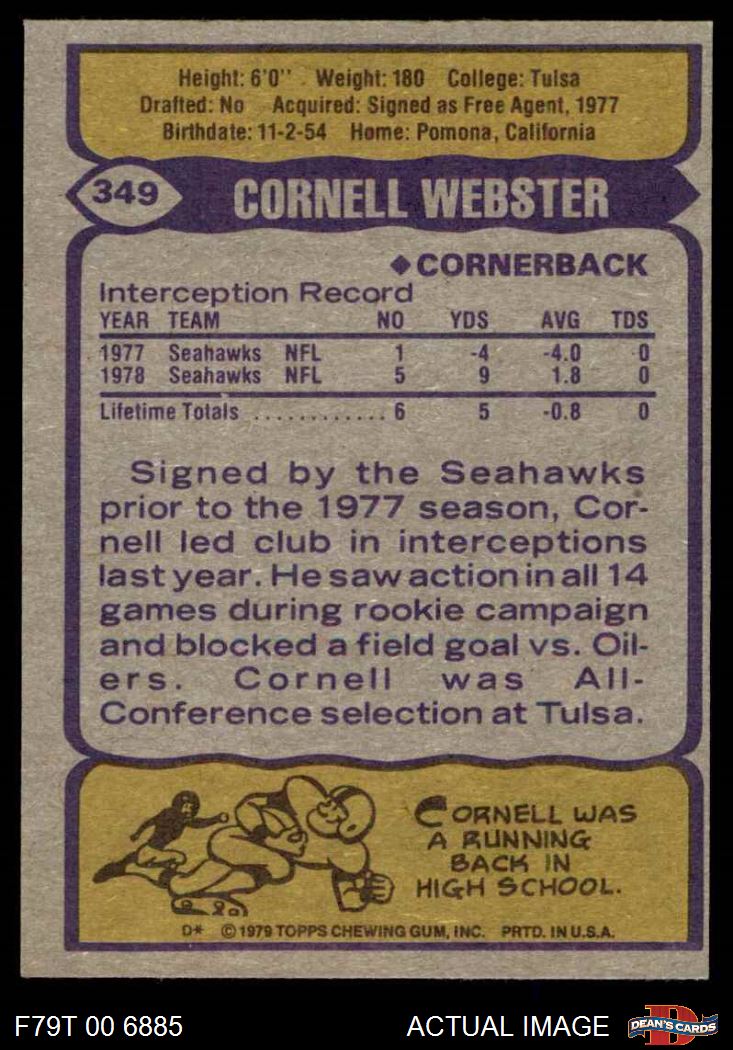 Height: 6'0'' Weight: 180 College: Tulsa
Drafted: No Acquired: Signed as Free Agent, 1977
Birthdate: 11-2-54 Home: Pomona, California
349 CORNELL WEBSTER
◆CORNERBACK
Interception Record
YEAR TEAM NO YDS AVG TDS
1977 Seahawks NFL 1 -4 -4.0 0
1978 Seahawks NFL 5 9 1.8 0
Lifetime Totals ............ 6 5 -0.8 0
Signed by the Seahawks
prior to the 1977 season, Cor-
nell led club in interceptions
last year. He saw action in all 14
games during rookie campaign
and blocked a field goal vs. Oil-
ers. Cornell was All-
Conference selection at Tulsa.
CORNELL WAS
A RUNNING
BACK IN
HIGH SCHOOL.
D* © 1979 TOPPS CHEWING GUM, INC. PRTD. IN U.S.A.
F79T 00 6885 ACTUAL IMAGE D DEAN'S CARDS